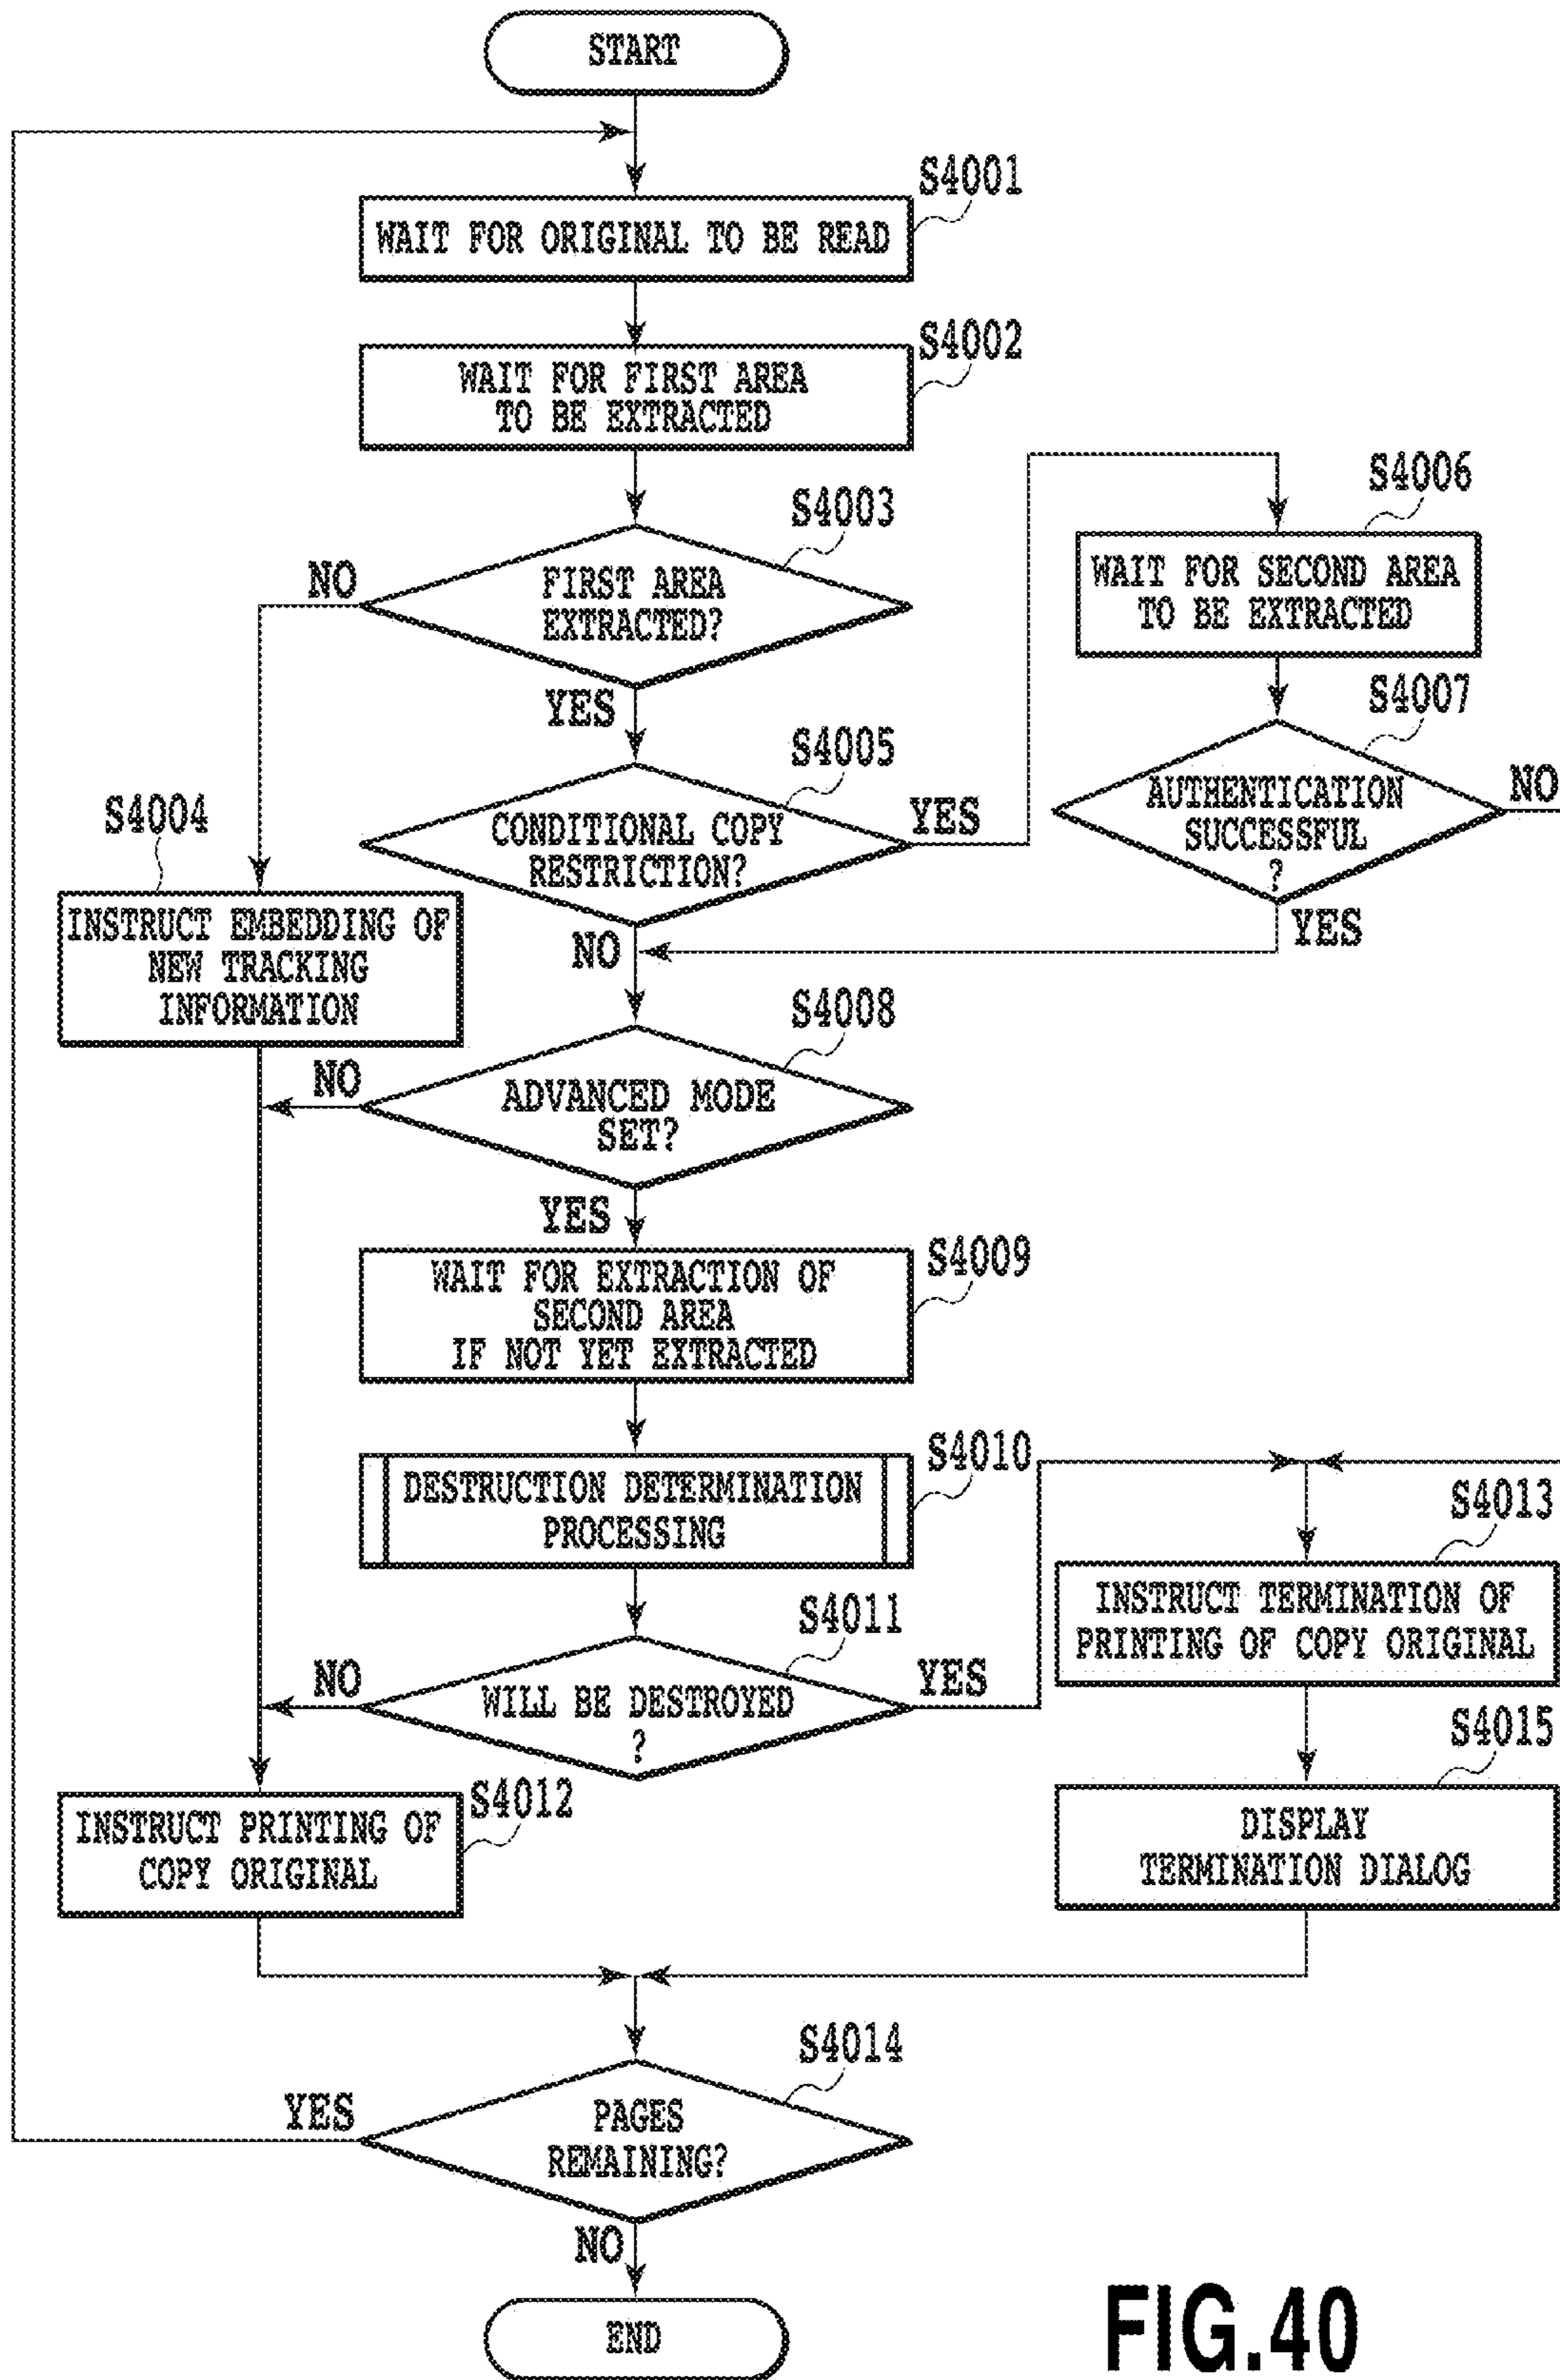 START
S4001
WAIT FOR ORIGINAL TO BE READ
S4002
WAIT FOR FIRST AREA
TO BE EXTRACTED
S4003
NO
FIRST AREA
EXTRACTED?
YES
S4006
WAIT FOR SECOND AREA
TO BE EXTRACTED
S4007
AUTHENTICATION
SUCCESSFUL
?
NO
YES
S4005
CONDITIONAL COPY
RESTRICTION?
YES
NO
S4004
INSTRUCT EMBEDDING OF
NEW TRACKING
INFORMATION
S4008
NO
ADVANCED MODE
SET?
YES
S4009
WAIT FOR EXTRACTION OF
SECOND AREA
IF NOT YET EXTRACTED
S4010
DESTRUCTION DETERMINATION
PROCESSING
S4011
NO
WILL BE DESTROYED
?
YES
S4013
INSTRUCT TERMINATION OF
PRINTING OF COPY ORIGINAL
S4015
DISPLAY
TERMINATION DIALOG
S4012
INSTRUCT PRINTING OF
COPY ORIGINAL
S4014
YES
PAGES
REMAINING?
NO
END
FIG.40